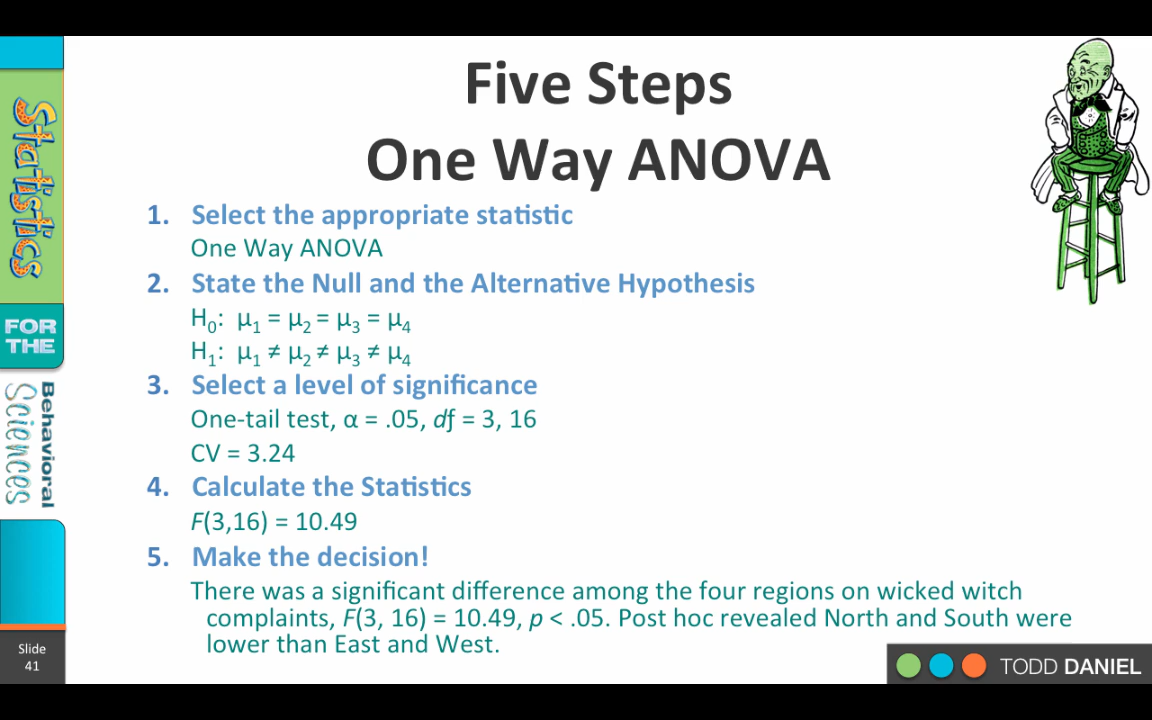 Five Steps
One Way ANOVA
1. Select the appropriate statistic
One Way ANOVA
2. State the Null and the Alternative Hypothesis
H₀: μ₁ = μ₂ = μ₃ = μ₄
H₁: μ₁ ≠ μ₂ ≠ μ₃ ≠ μ₄
3. Select a level of significance
One-tail test, α = .05, df = 3, 16
CV = 3.24
4. Calculate the Statistics
F(3,16) = 10.49
5. Make the decision!
There was a significant difference among the four regions on wicked witch
complaints, F(3, 16) = 10.49, p < .05. Post hoc revealed North and South were
lower than East and West.
Statistics
FOR
THE
Behavioral
Sciences
Slide
41
TODD DANIEL